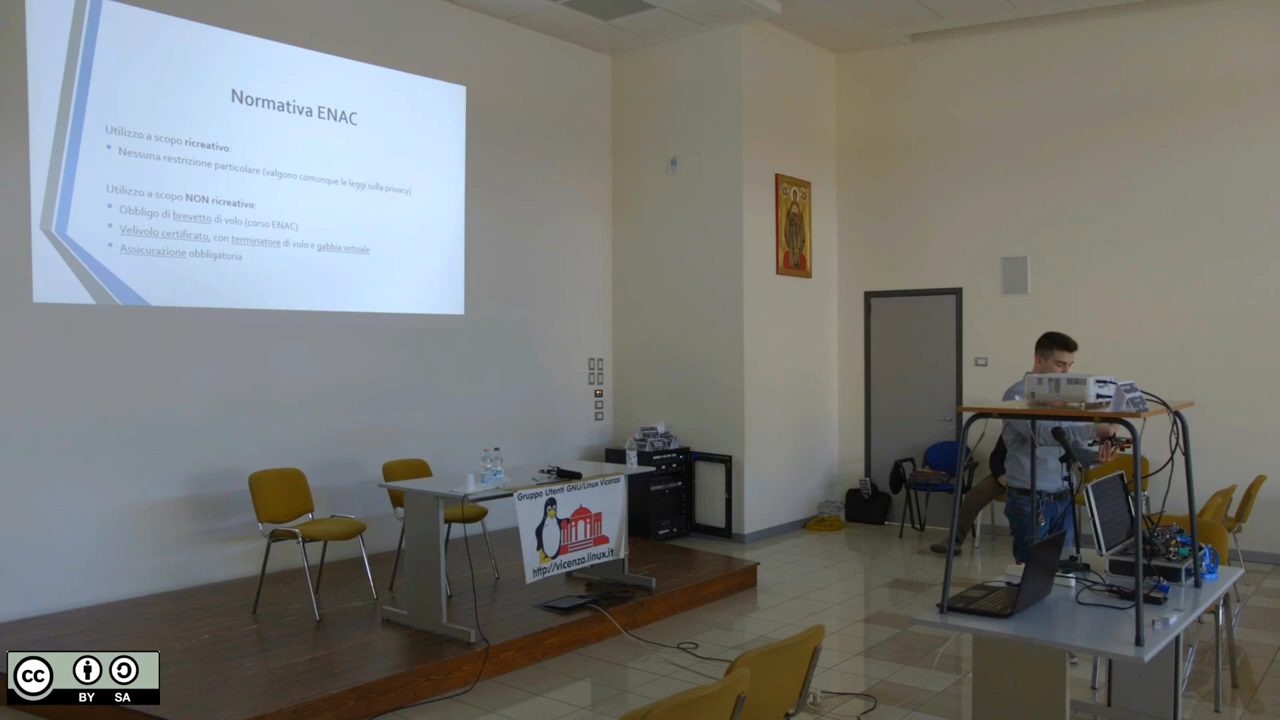 Normativa ENAC
Utilizzo a scopo ricreativo:
Nessuna restrizione particolare (valgono comunque le leggi sulla privacy)
Utilizzo a scopo NON ricreativo:
Obbligo di brevetto di volo (corso ENAC)
Velivolo certificato, con terminatore di volo e gabbia virtuale
Assicurazione obbligatoria
Gruppo Utenti GNU/Linux Vicenza
http://vicenza.linux.it
cc
BY SA